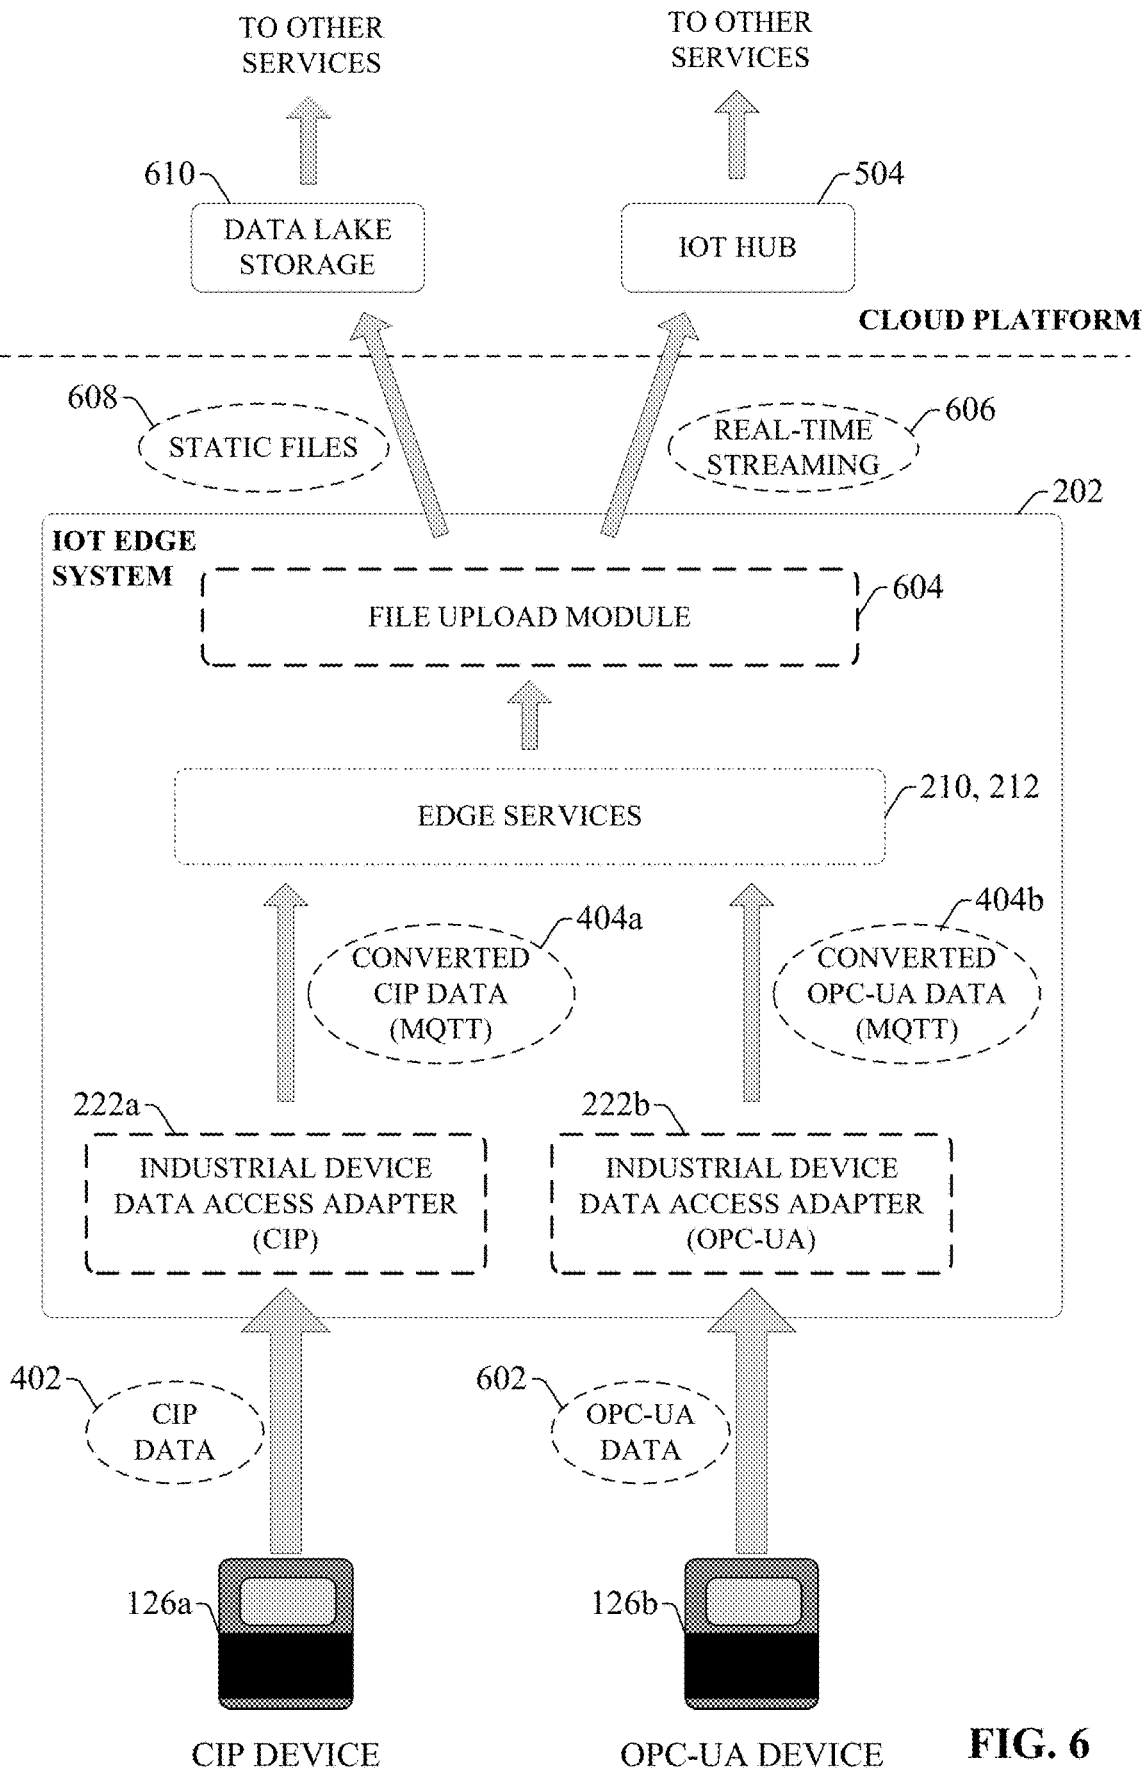 TO OTHER
SERVICES
TO OTHER
SERVICES
610
504
DATA LAKE
STORAGE
IOT HUB
CLOUD PLATFORM
608
606
STATIC FILES
REAL-TIME
STREAMING
202
IOT EDGE
SYSTEM
604
FILE UPLOAD MODULE
210, 212
EDGE SERVICES
404a
404b
CONVERTED
CIP DATA
(MQTT)
CONVERTED
OPC-UA DATA
(MQTT)
222a
222b
INDUSTRIAL DEVICE
DATA ACCESS ADAPTER
(CIP)
INDUSTRIAL DEVICE
DATA ACCESS ADAPTER
(OPC-UA)
402
602
CIP
DATA
OPC-UA
DATA
126a
126b
CIP DEVICE
OPC-UA DEVICE
FIG. 6